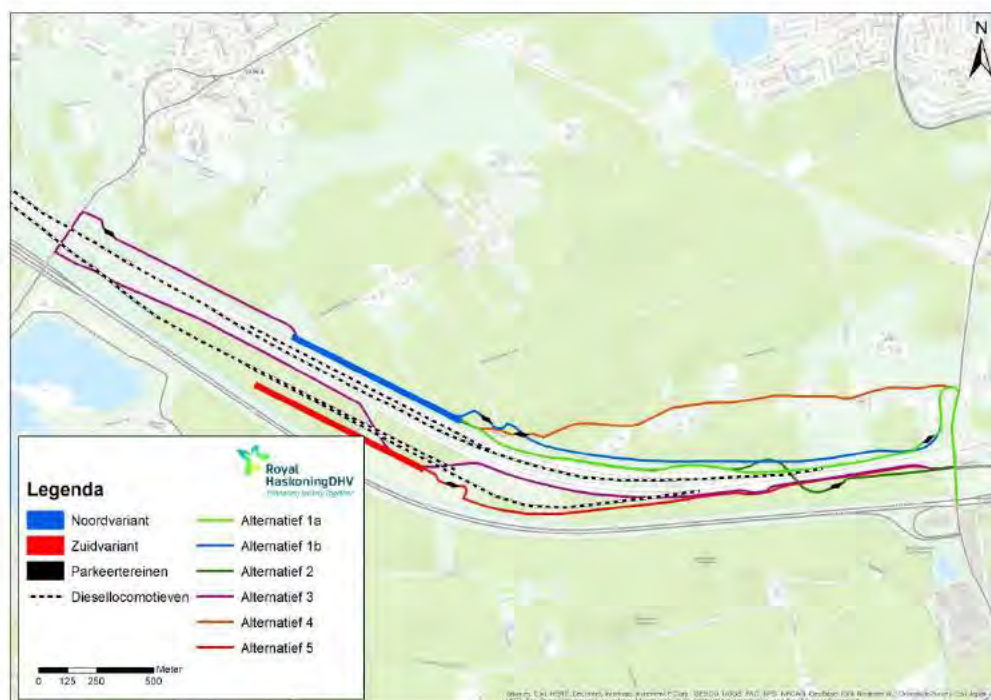 N
Legenda
Royal
HaskoningDHV
Enhancing Society Together
Noordvariant
Zuidvariant
Parkeertereinen
Diesellocomotieven
Alternatief 1a
Alternatief 1b
Alternatief 2
Alternatief 3
Alternatief 4
Alternatief 5
Meter
0 125 250 500